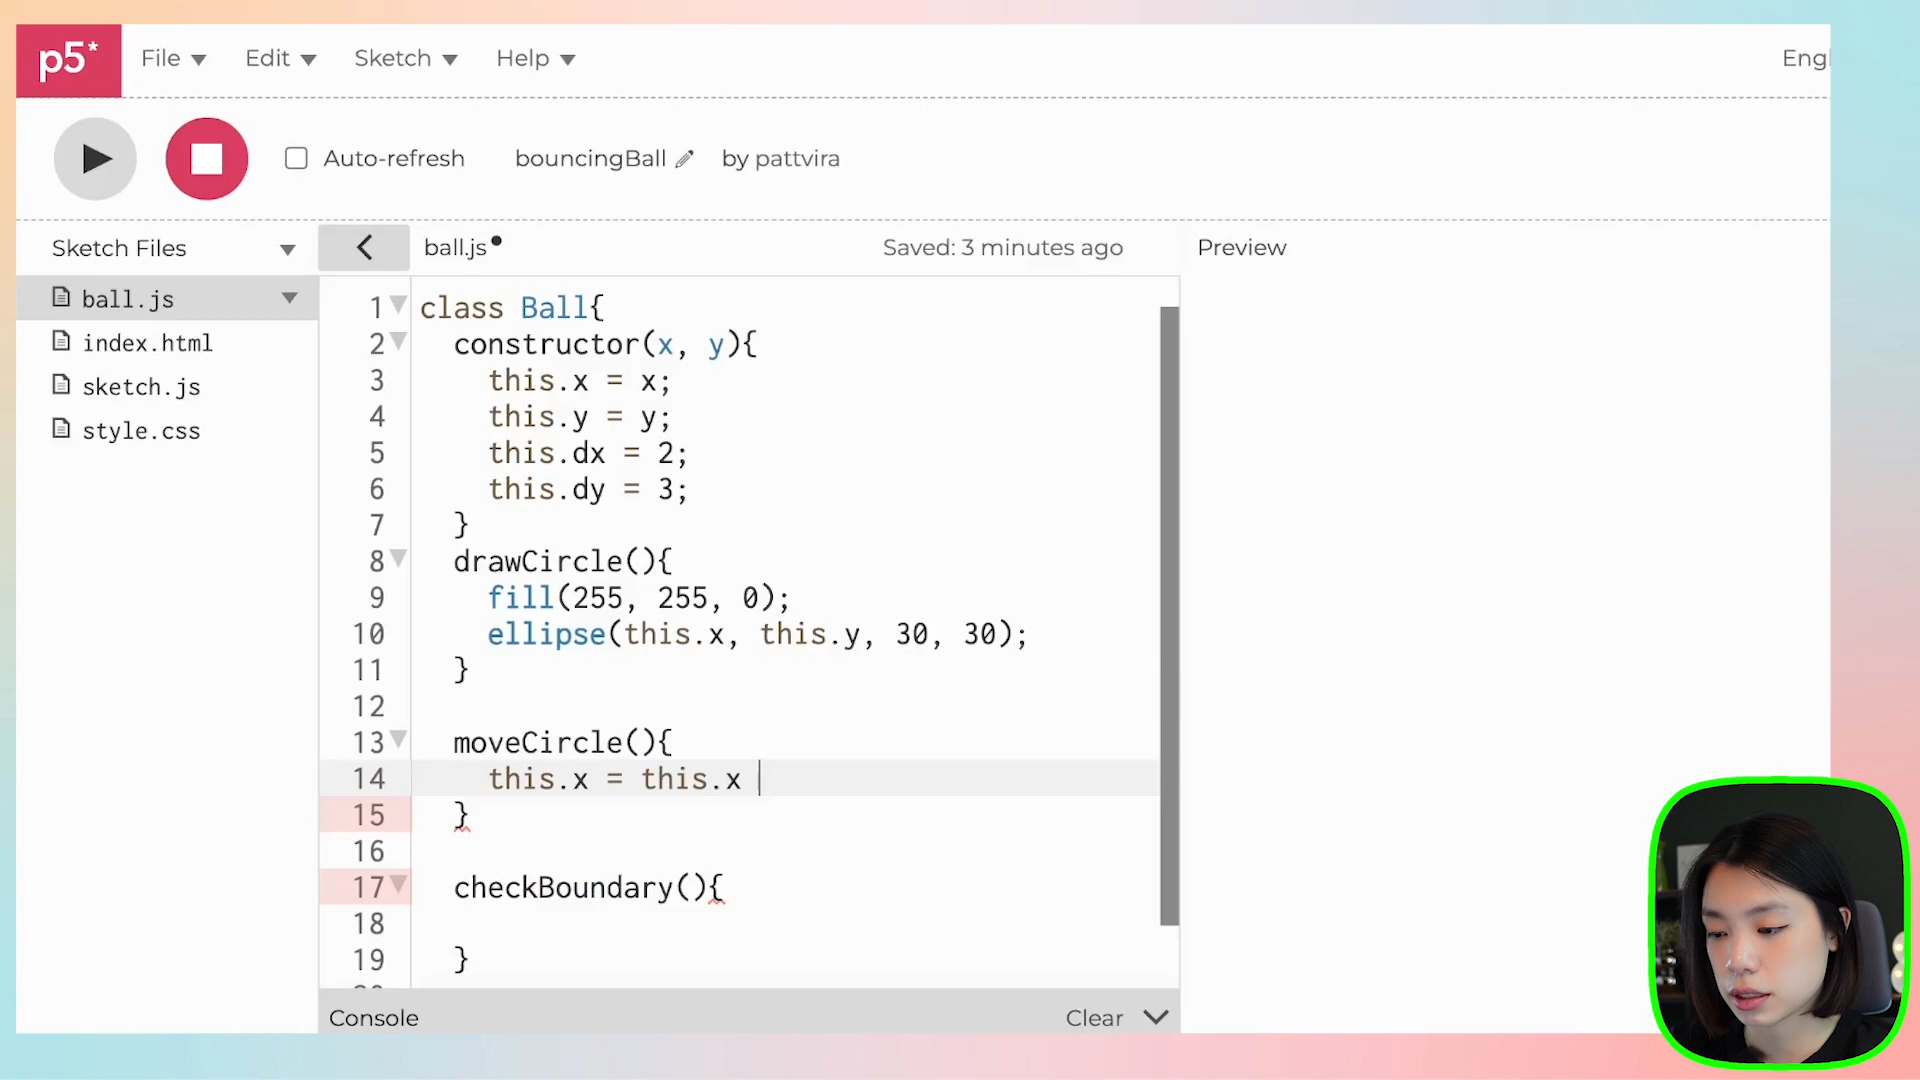 p5* File Edit Sketch Help Engl
Auto-refresh bouncingBall by pattvira
Sketch Files ball.js Saved: 3 minutes ago Preview
ball.js
index.html
sketch.js
style.css
1 class Ball{
2 constructor(x, y){
3 this.x = x;
4 this.y = y;
5 this.dx = 2;
6 this.dy = 3;
7 }
8 drawCircle(){
9 fill(255, 255, 0);
10 ellipse(this.x, this.y, 30, 30);
11 }
12
13 moveCircle(){
14 this.x = this.x
15 }
16
17 checkBoundary(){
18
19 }
Console Clear